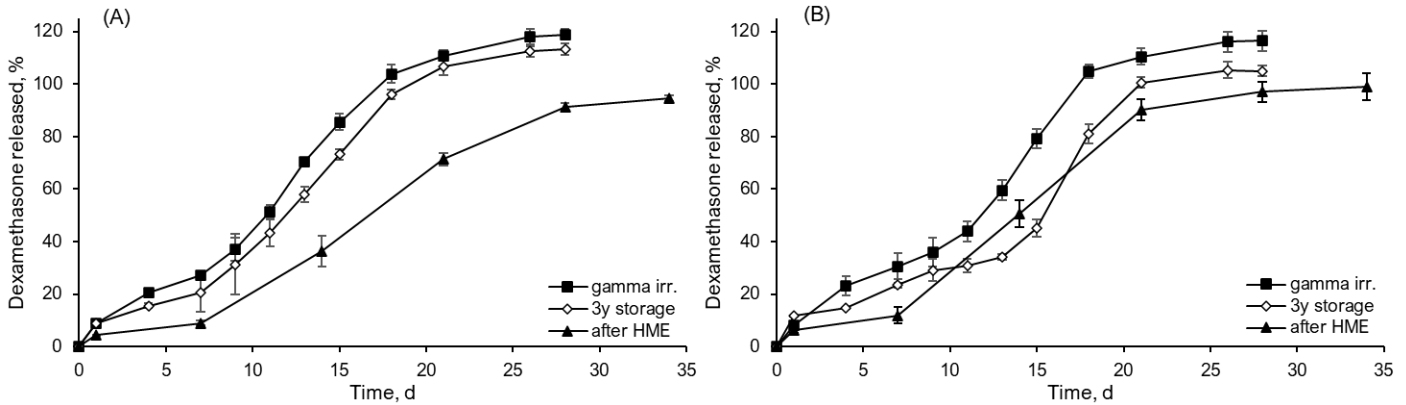 (A)
Dexamethasone released, %
120
100
80
60
40
20
0
0 5 10 15 20 25 30 35
Time, d
gamma irr.
3y storage
after HME
(B)
Dexamethasone released, %
120
100
80
60
40
20
0
0 5 10 15 20 25 30 35
Time, d
gamma irr.
3y storage
after HME